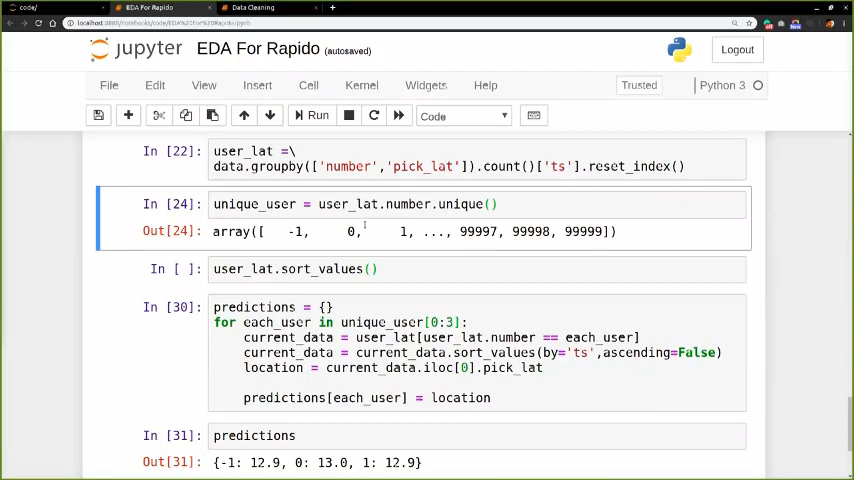 code/
EDA For Rapido
Data Cleaning
localhost:8888/notebooks/code/EDA%20For%20Rapido.ipynb
jupyter EDA For Rapido (autosaved)
Logout
File Edit View Insert Cell Kernel Widgets Help
Trusted
Python 3
Run
Code
In [22]: user_lat =\
data.groupby(['number','pick_lat']).count()['ts'].reset_index()
In [24]: unique_user = user_lat.number.unique()
Out[24]: array([ -1, 0, 1, ..., 99997, 99998, 99999])
In [ ]: user_lat.sort_values()
In [30]: predictions = {}
for each_user in unique_user[0:3]:
current_data = user_lat[user_lat.number == each_user]
current_data = current_data.sort_values(by='ts',ascending=False)
location = current_data.iloc[0].pick_lat
predictions[each_user] = location
In [31]: predictions
Out[31]: {-1: 12.9, 0: 13.0, 1: 12.9}